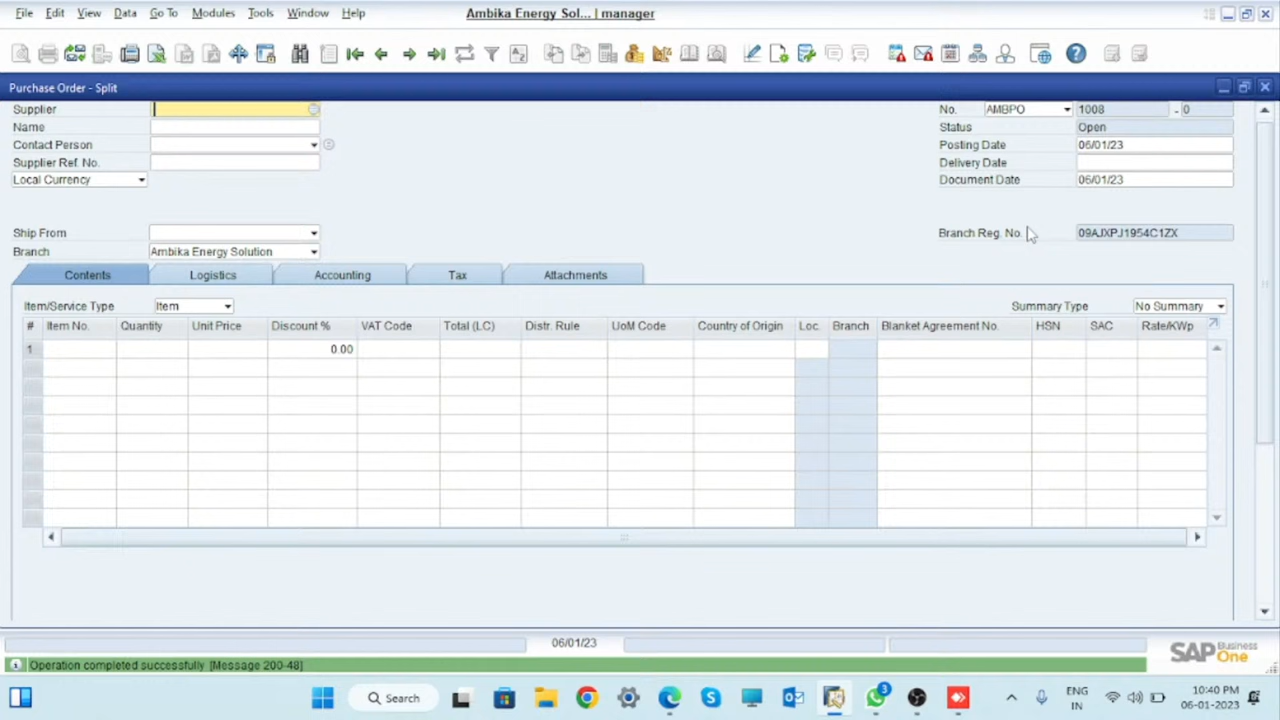 File Edit View Data Go To Modules Tools Window Help Ambika Energy Sol... | manager
Purchase Order - Split
Supplier No. AMBPO 1008 - 0
Name Status Open
Contact Person Posting Date 06/01/23
Supplier Ref. No. Delivery Date
Local Currency Document Date 06/01/23
Ship From Branch Reg. No. 09AJXPJ1954C1ZX
Branch Ambika Energy Solution
Contents Logistics Accounting Tax Attachments
Item/Service Type Item Summary Type No Summary
# Item No. Quantity Unit Price Discount % VAT Code Total (LC) Distr. Rule UoM Code Country of Origin Loc. Branch Blanket Agreement No. HSN SAC Rate/KWp
1 0.00
06/01/23
SAP Business One
Operation completed successfully [Message 200-48]
Search 3 ENG IN 10:40 PM 06-01-2023